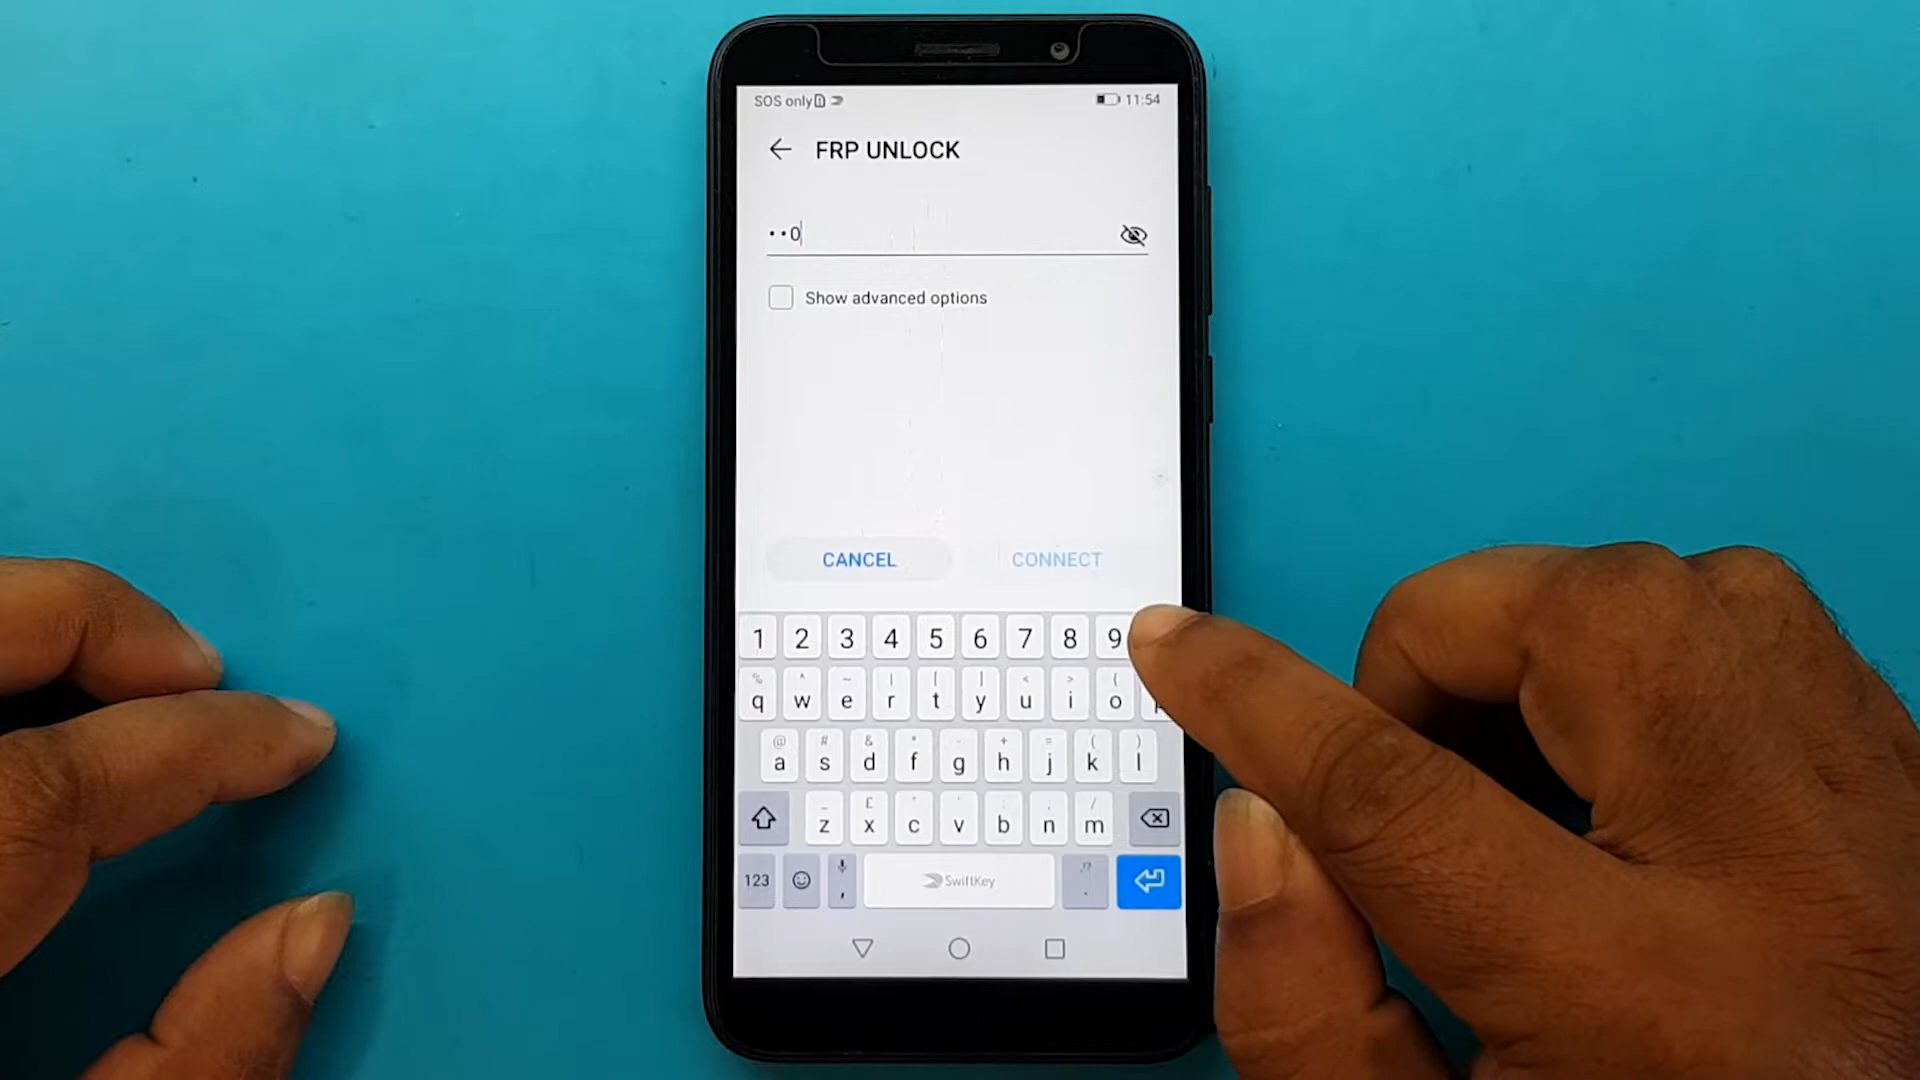 SOS only 11:54
FRP UNLOCK
••0
Show advanced options
CANCEL CONNECT
1 2 3 4 5 6 7 8 9
% ^ ~ | [ ] < > {
q w e r t y u i o
@ # & * - + = ( )
a s d f g h j k l
_ £ " ' : ; /
z x c v b n m
,!?
123 , SwiftKey .